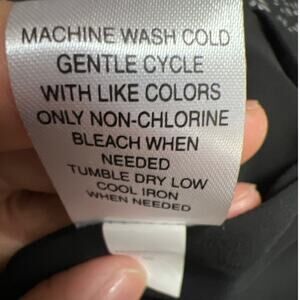 MACHINE WASH COLD
GENTLE CYCLE
WITH LIKE COLORS
ONLY NON-CHLORINE
BLEACH WHEN
NEEDED
TUMBLE DRY LOW
COOL IRON
WHEN NEEDED